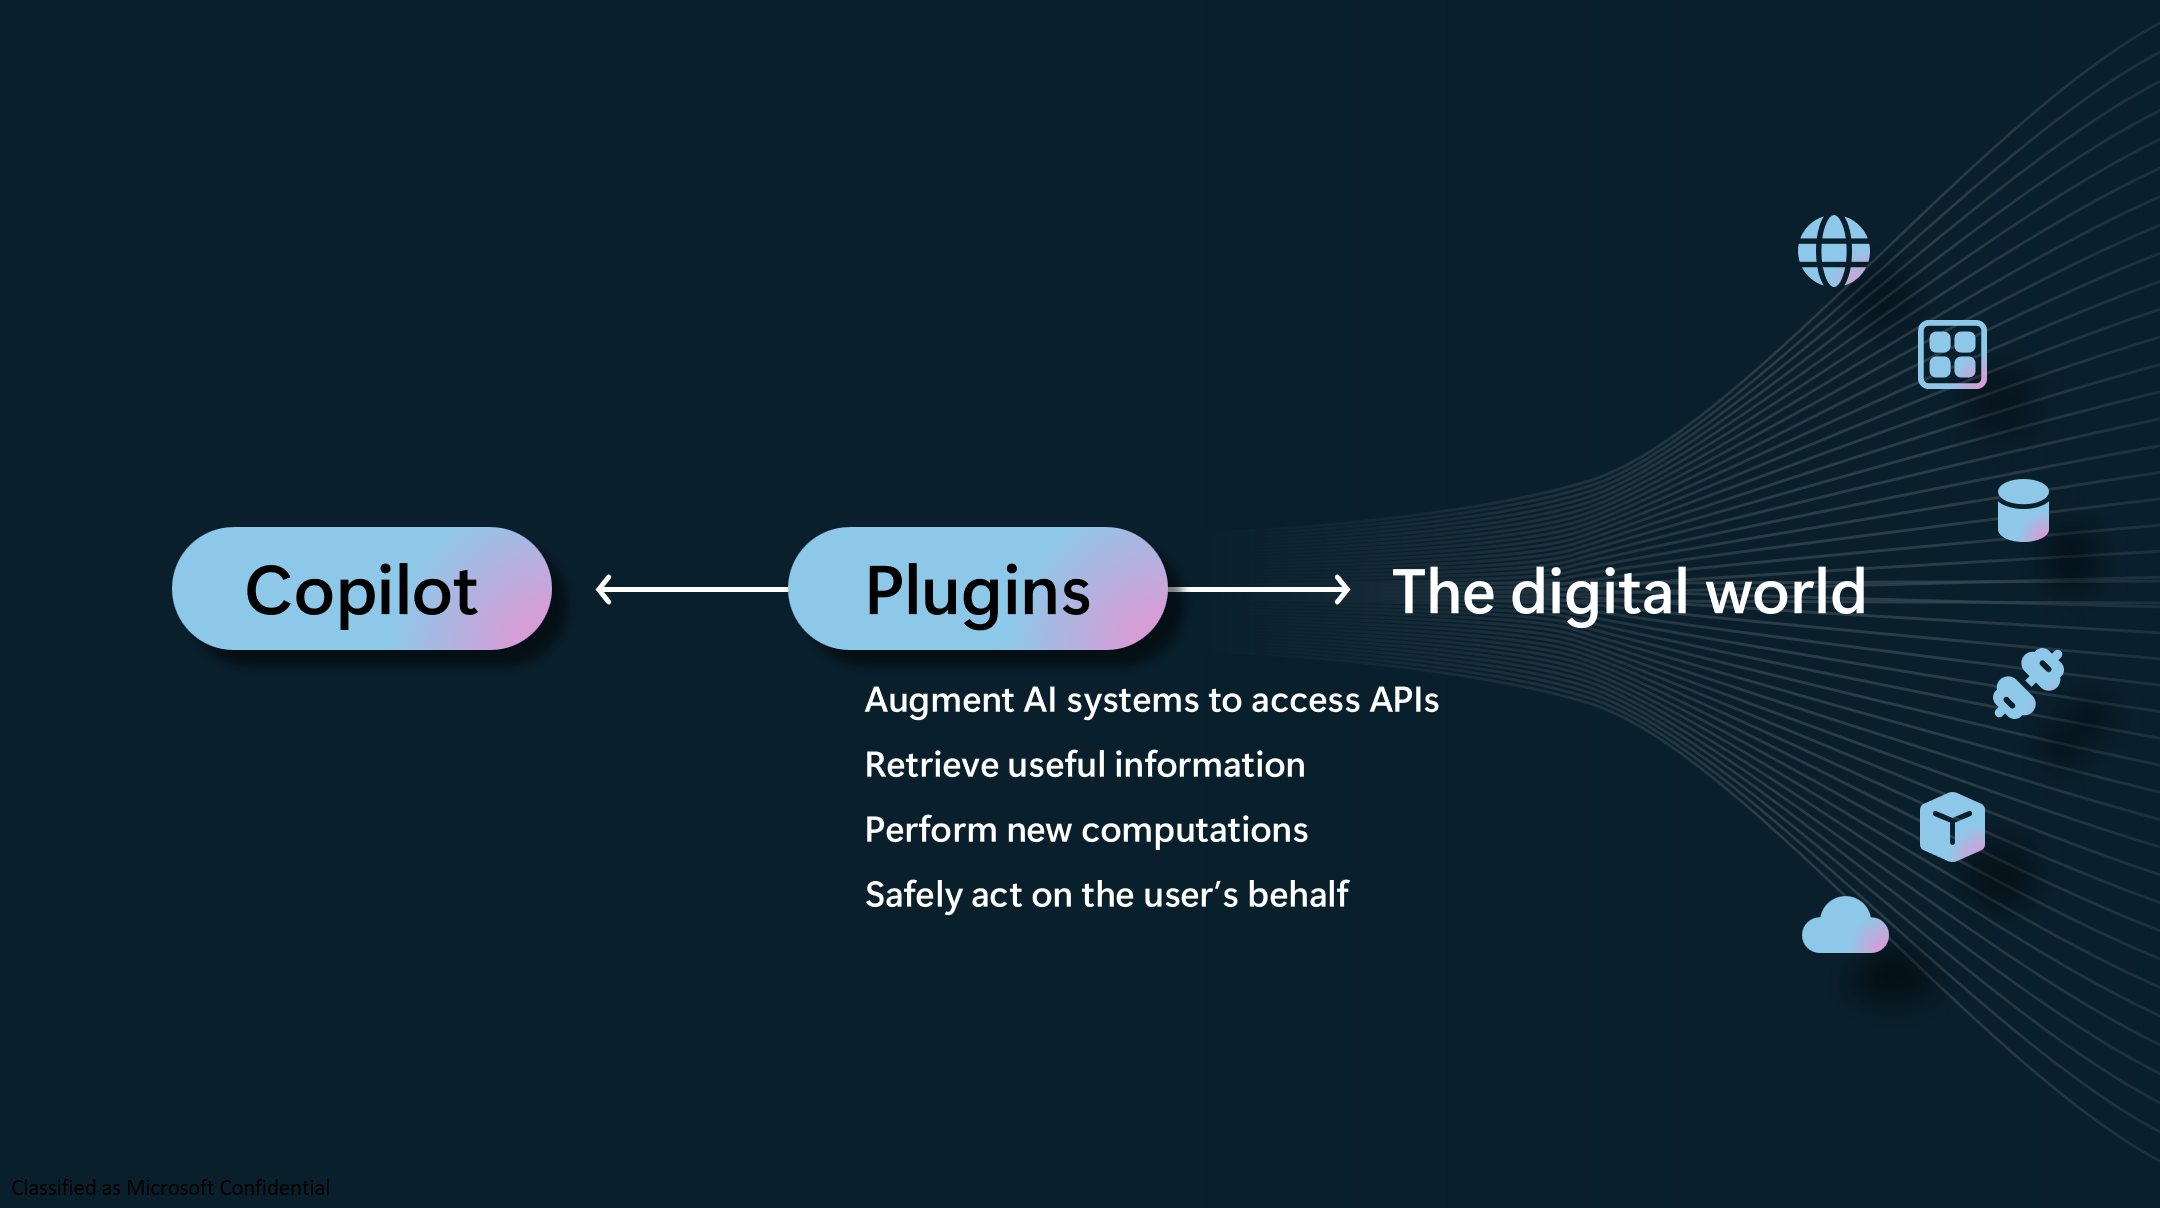 Copilot
Plugins
The digital world
Augment AI systems to access APIs
Retrieve useful information
Perform new computations
Safely act on the user’s behalf
Classified as Microsoft Confidential